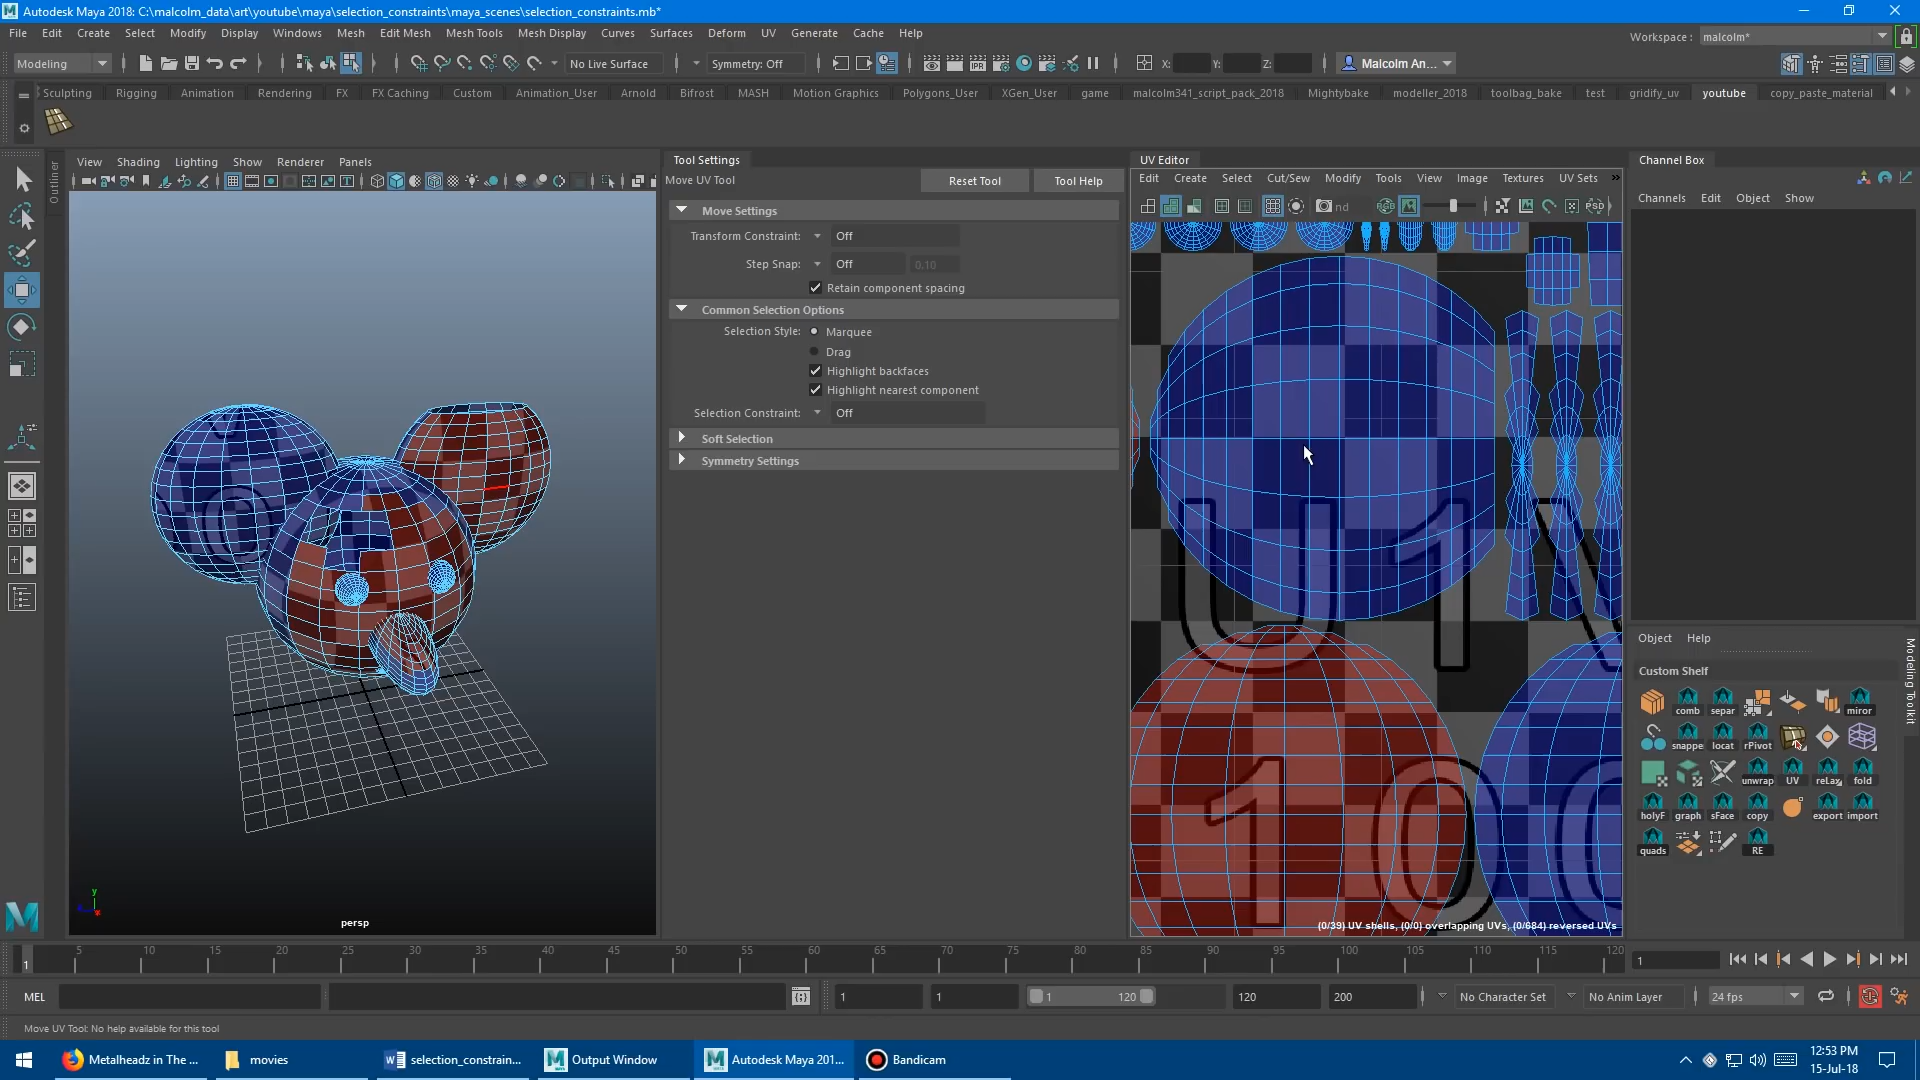 Autodesk Maya 2018: C:\malcolm_data\art\youtube\maya\selection_constraints\maya_scenes\selection_constraints.mb*
File Edit Create Select Modify Display Windows Mesh Edit Mesh Mesh Tools Mesh Display Curves Surfaces Deform UV Generate Cache Help
Workspace : malcolm*
Modeling No Live Surface Symmetry: Off X: Y: Z: Malcolm An...
Sculpting Rigging Animation Rendering FX FX Caching Custom Animation_User Arnold Bifrost MASH Motion Graphics Polygons_User XGen_User game malcolm341_script_pack_2018 Mightybake modeller_2018 toolbag_bake test gridify_uv youtube copy_paste_material
Outliner
View Shading Lighting Show Renderer Panels
persp
y
Tool Settings
Move UV Tool Reset Tool Tool Help
Move Settings
Transform Constraint: Off
Step Snap: Off 0.10
Retain component spacing
Common Selection Options
Selection Style: Marquee
Drag
Highlight backfaces
Highlight nearest component
Selection Constraint: Off
Soft Selection
Symmetry Settings
UV Editor
Edit Create Select Cut/Sew Modify Tools View Image Textures UV Sets »
nd RGB PSD
U1V
10
(0/39) UV shells, (0/0) overlapping UVs, (0/684) reversed UVs
Channel Box
Channels Edit Object Show
Object Help
Custom Shelf
comb separ miror
snappe locat rPivot
unwrap UV reLax fold
holyF graph sFace copy export import
quads RE
Modeling Toolkit
5 10 15 20 25 30 35 40 45 50 55 60 65 70 75 80 85 90 95 100 105 110 115 120
1 1
MEL 1 1 1 120 120 200 No Character Set No Anim Layer 24 fps
Move UV Tool: No help available for this tool
Metalheadz in The ... movies selection_constrain... Output Window Autodesk Maya 201... Bandicam
12:53 PM
15-Jul-18